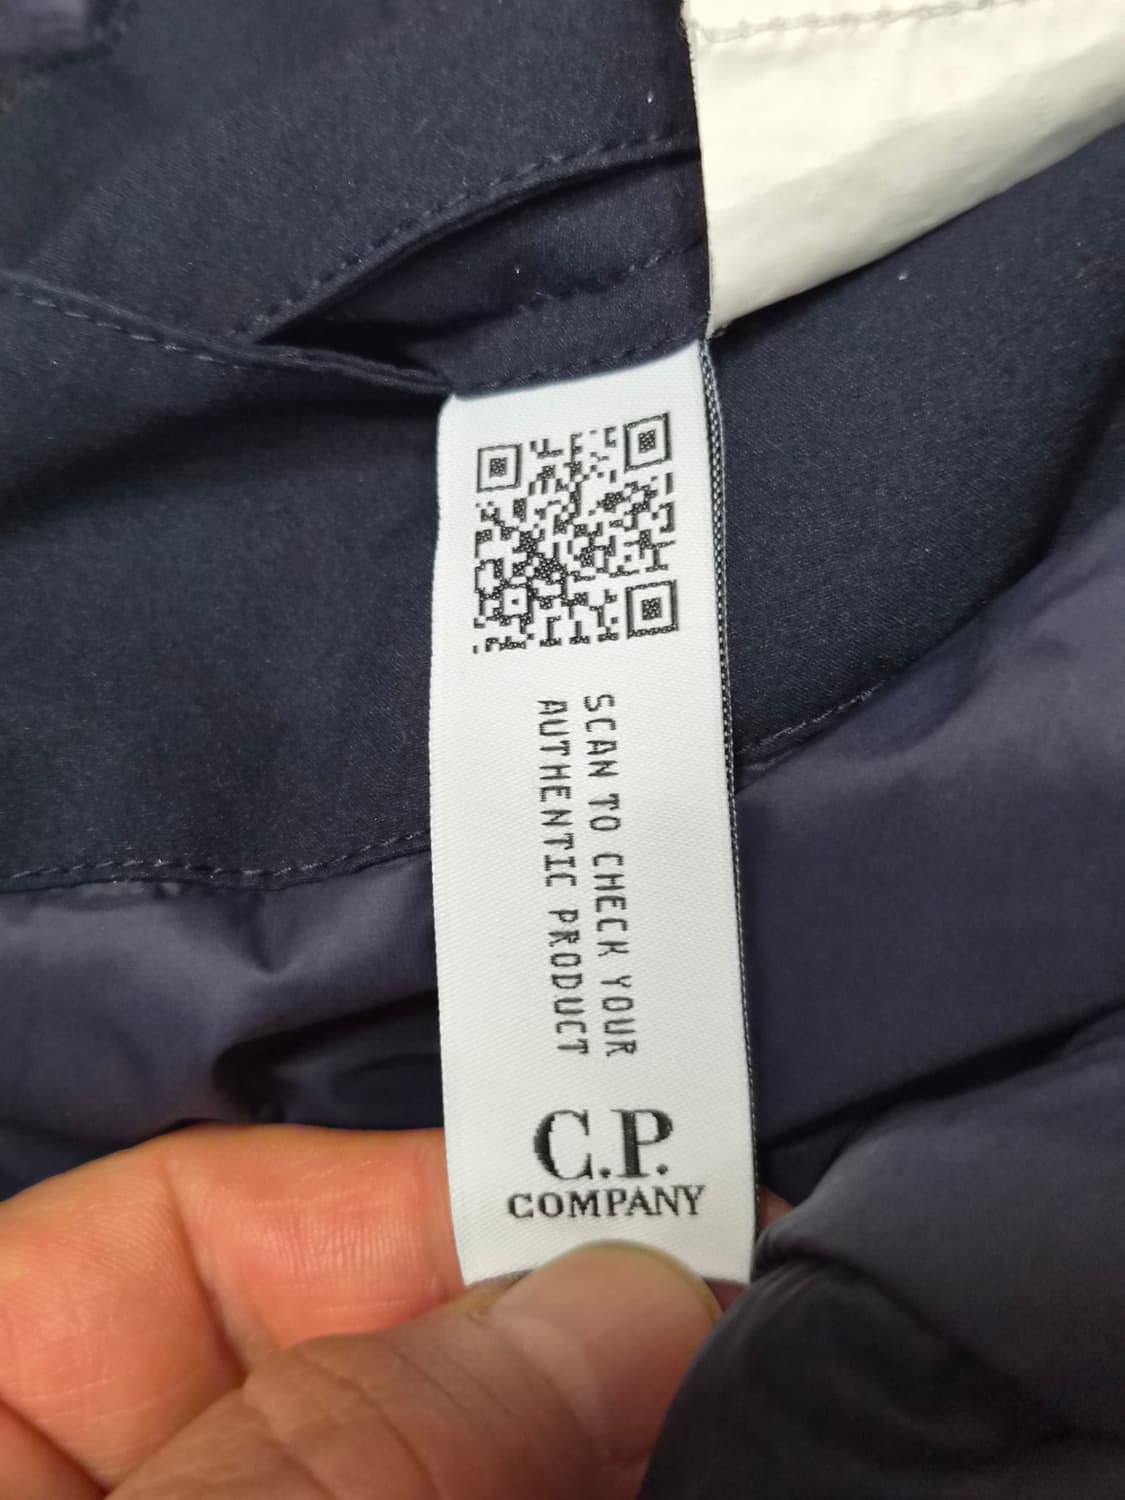 SCAN TO CHECK YOUR
AUTHENTIC PRODUCT
C.P.
COMPANY